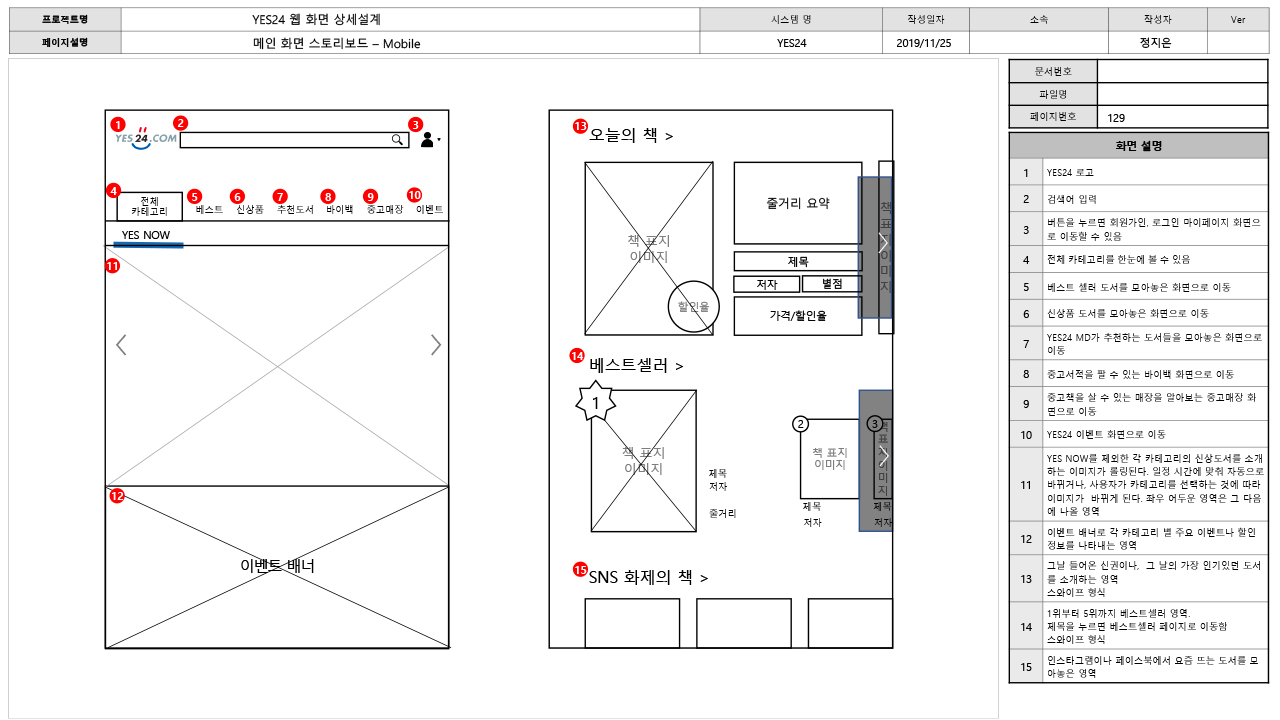 프로젝트명 YES24 웹 화면 상세설계 시스템 명 작성일자 소속 작성자 Ver
페이지설명 메인 화면 스토리보드 – Mobile YES24 2019/11/25 정지은
1 2 3
YES24.COM
4 5 6 7 8 9 10
전체
카테고리
베스트 신상품 추천도서 바이백 중고매장 이벤트
YES NOW
11
12
이벤트 배너
13
오늘의 책 >
책 표지
이미지
할인율
줄거리 요약
제목
저자 별점
가격/할인율
책
표
지
이
미
지
14
베스트셀러 >
1
책 표지
이미지
제목
저자
줄거리
2
책 표지
이미지
제목
저자
3
책
표
지
이
미
지
제목
저자
15
SNS 화제의 책 >
문서번호
파일명
페이지번호 129
화면 설명
1 YES24 로고
2 검색어 입력
3 버튼을 누르면 회원가인, 로그인 마이페이지 화면으
로 이동할 수 있음
4 전체 카테고리를 한눈에 볼 수 있음
5 베스트 셀러 도서를 모아놓은 화면으로 이동
6 신상품 도서를 모아놓은 화면으로 이동
7 YES24 MD가 추천하는 도서들을 모아놓은 화면으로
이동
8 중고서적을 팔 수 있는 바이백 화면으로 이동
9 중고책을 살 수 있는 매장을 알아보는 중고매장 화
면으로 이동
10 YES24 이벤트 화면으로 이동
11 YES NOW를 제외한 각 카테고리의 신상도서를 소개
하는 이미지가 롤링된다. 일정 시간에 맞춰 자동으로
바뀌거나, 사용자가 카테고리를 선택하는 것에 따라
이미지가 바뀌게 된다. 좌우 어두운 영역은 그 다음
에 나올 영역
12 이벤트 배너로 각 카테고리 별 주요 이벤트나 할인
정보를 나타내는 영역
13 그날 들어온 신권이나, 그 날의 가장 인기있던 도서
를 소개하는 영역
스와이프 형식
14 1위부터 5위까지 베스트셀러 영역.
제목을 누르면 베스트셀러 페이지로 이동함
스와이프 형식
15 인스타그램이나 페이스북에서 요즘 뜨는 도서를 모
아놓은 영역